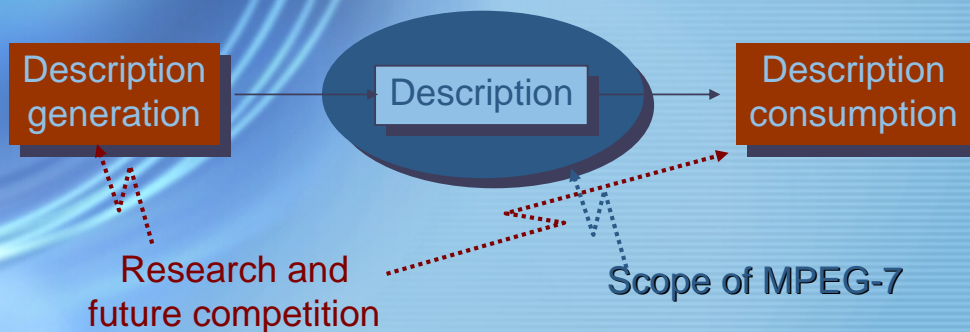 Description
generation
Description
Description
consumption
Research and
future competition
Scope of MPEG-7